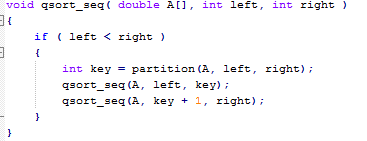 void qsort_seq( double A[], int left, int right )
{
if ( left < right )
{
int key = partition(A, left, right);
qsort_seq(A, left, key);
qsort_seq(A, key + 1, right);
}
}